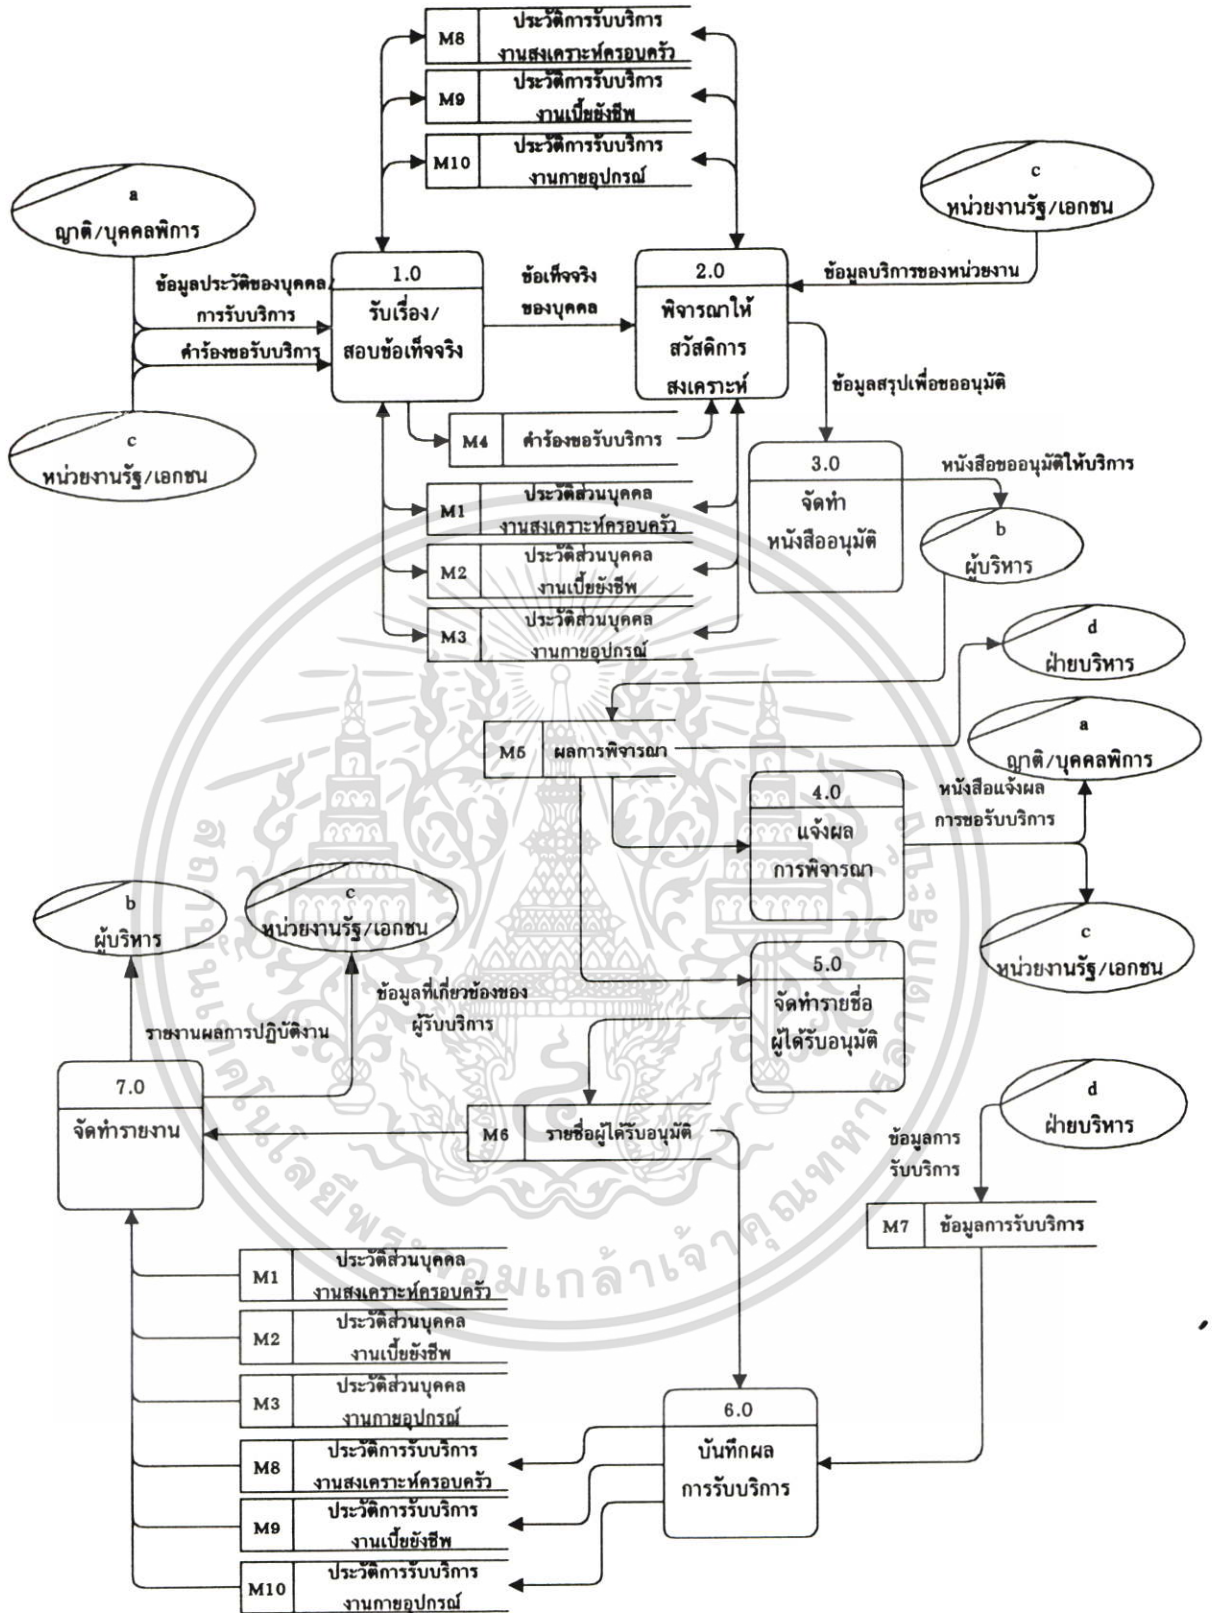 M8
ประวัติการรับบริการ
งานสงเคราะห์ครอบครัว
M9
ประวัติการรับบริการ
งานเบี้ยยังชีพ
M10
ประวัติการรับบริการ
งานกายอุปกรณ์
a
ญาติ/บุคคลพิการ
c
หน่วยงานรัฐ/เอกชน
ข้อมูลประวัติของบุคคล/
การรับบริการ
คำร้องขอรับบริการ
1.0
รับเรื่อง/
สอบข้อเท็จจริง
ข้อเท็จจริง
ของบุคคล
2.0
พิจารณาให้
สวัสดิการ
สงเคราะห์
ข้อมูลบริการของหน่วยงาน
c
หน่วยงานรัฐ/เอกชน
ข้อมูลสรุปเพื่อขออนุมัติ
M4
คำร้องขอรับบริการ
M1
ประวัติส่วนบุคคล
งานสงเคราะห์ครอบครัว
M2
ประวัติส่วนบุคคล
งานเบี้ยยังชีพ
M3
ประวัติส่วนบุคคล
งานกายอุปกรณ์
3.0
จัดทำ
หนังสืออนุมัติ
หนังสือขออนุมัติให้บริการ
b
ผู้บริหาร
d
ฝ่ายบริหาร
M5
ผลการพิจารณา
a
ญาติ/บุคคลพิการ
4.0
แจ้งผล
การพิจารณา
หนังสือแจ้งผล
การขอรับบริการ
c
หน่วยงานรัฐ/เอกชน
b
ผู้บริหาร
c
หน่วยงานรัฐ/เอกชน
5.0
จัดทำรายชื่อ
ผู้ได้รับอนุมัติ
รายงานผลการปฏิบัติงาน
ข้อมูลที่เกี่ยวข้องของ
ผู้รับบริการ
7.0
จัดทำรายงาน
M6
รายชื่อผู้ได้รับอนุมัติ
d
ฝ่ายบริหาร
ข้อมูลการ
รับบริการ
M7
ข้อมูลการรับบริการ
M1
ประวัติส่วนบุคคล
งานสงเคราะห์ครอบครัว
M2
ประวัติส่วนบุคคล
งานเบี้ยยังชีพ
M3
ประวัติส่วนบุคคล
งานกายอุปกรณ์
M8
ประวัติการรับบริการ
งานสงเคราะห์ครอบครัว
M9
ประวัติการรับบริการ
งานเบี้ยยังชีพ
M10
ประวัติการรับบริการ
งานกายอุปกรณ์
6.0
บันทึกผล
การรับบริการ
สถาบันเทคโนโลยีพระจอมเกล้าเจ้าคุณทหารลาดกระบัง